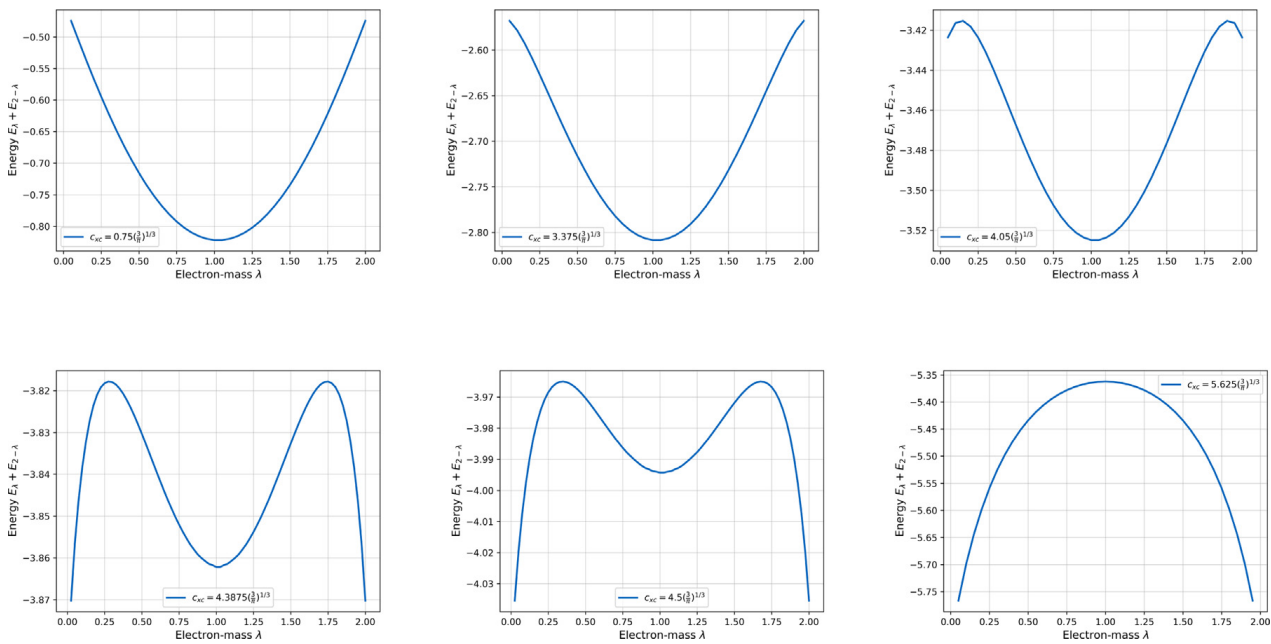 Energy E_λ + E_{2−λ}
−0.50
−0.55
−0.60
−0.65
−0.70
−0.75
−0.80
c_{xc} = 0.75(3/π)^{1/3}
0.00 0.25 0.50 0.75 1.00 1.25 1.50 1.75 2.00
Electron-mass λ
Energy E_λ + E_{2−λ}
−2.60
−2.65
−2.70
−2.75
−2.80
c_{xc} = 3.375(3/π)^{1/3}
0.00 0.25 0.50 0.75 1.00 1.25 1.50 1.75 2.00
Electron-mass λ
Energy E_λ + E_{2−λ}
−3.42
−3.44
−3.46
−3.48
−3.50
−3.52
c_{xc} = 4.05(3/π)^{1/3}
0.00 0.25 0.50 0.75 1.00 1.25 1.50 1.75 2.00
Electron-mass λ
Energy E_λ + E_{2−λ}
−3.82
−3.83
−3.84
−3.85
−3.86
−3.87
c_{xc} = 4.3875(3/π)^{1/3}
0.00 0.25 0.50 0.75 1.00 1.25 1.50 1.75 2.00
Electron-mass λ
Energy E_λ + E_{2−λ}
−3.97
−3.98
−3.99
−4.00
−4.01
−4.02
−4.03
c_{xc} = 4.5(3/π)^{1/3}
0.00 0.25 0.50 0.75 1.00 1.25 1.50 1.75 2.00
Electron-mass λ
Energy E_λ + E_{2−λ}
−5.35
−5.40
−5.45
−5.50
−5.55
−5.60
−5.65
−5.70
−5.75
c_{xc} = 5.625(3/π)^{1/3}
0.00 0.25 0.50 0.75 1.00 1.25 1.50 1.75 2.00
Electron-mass λ